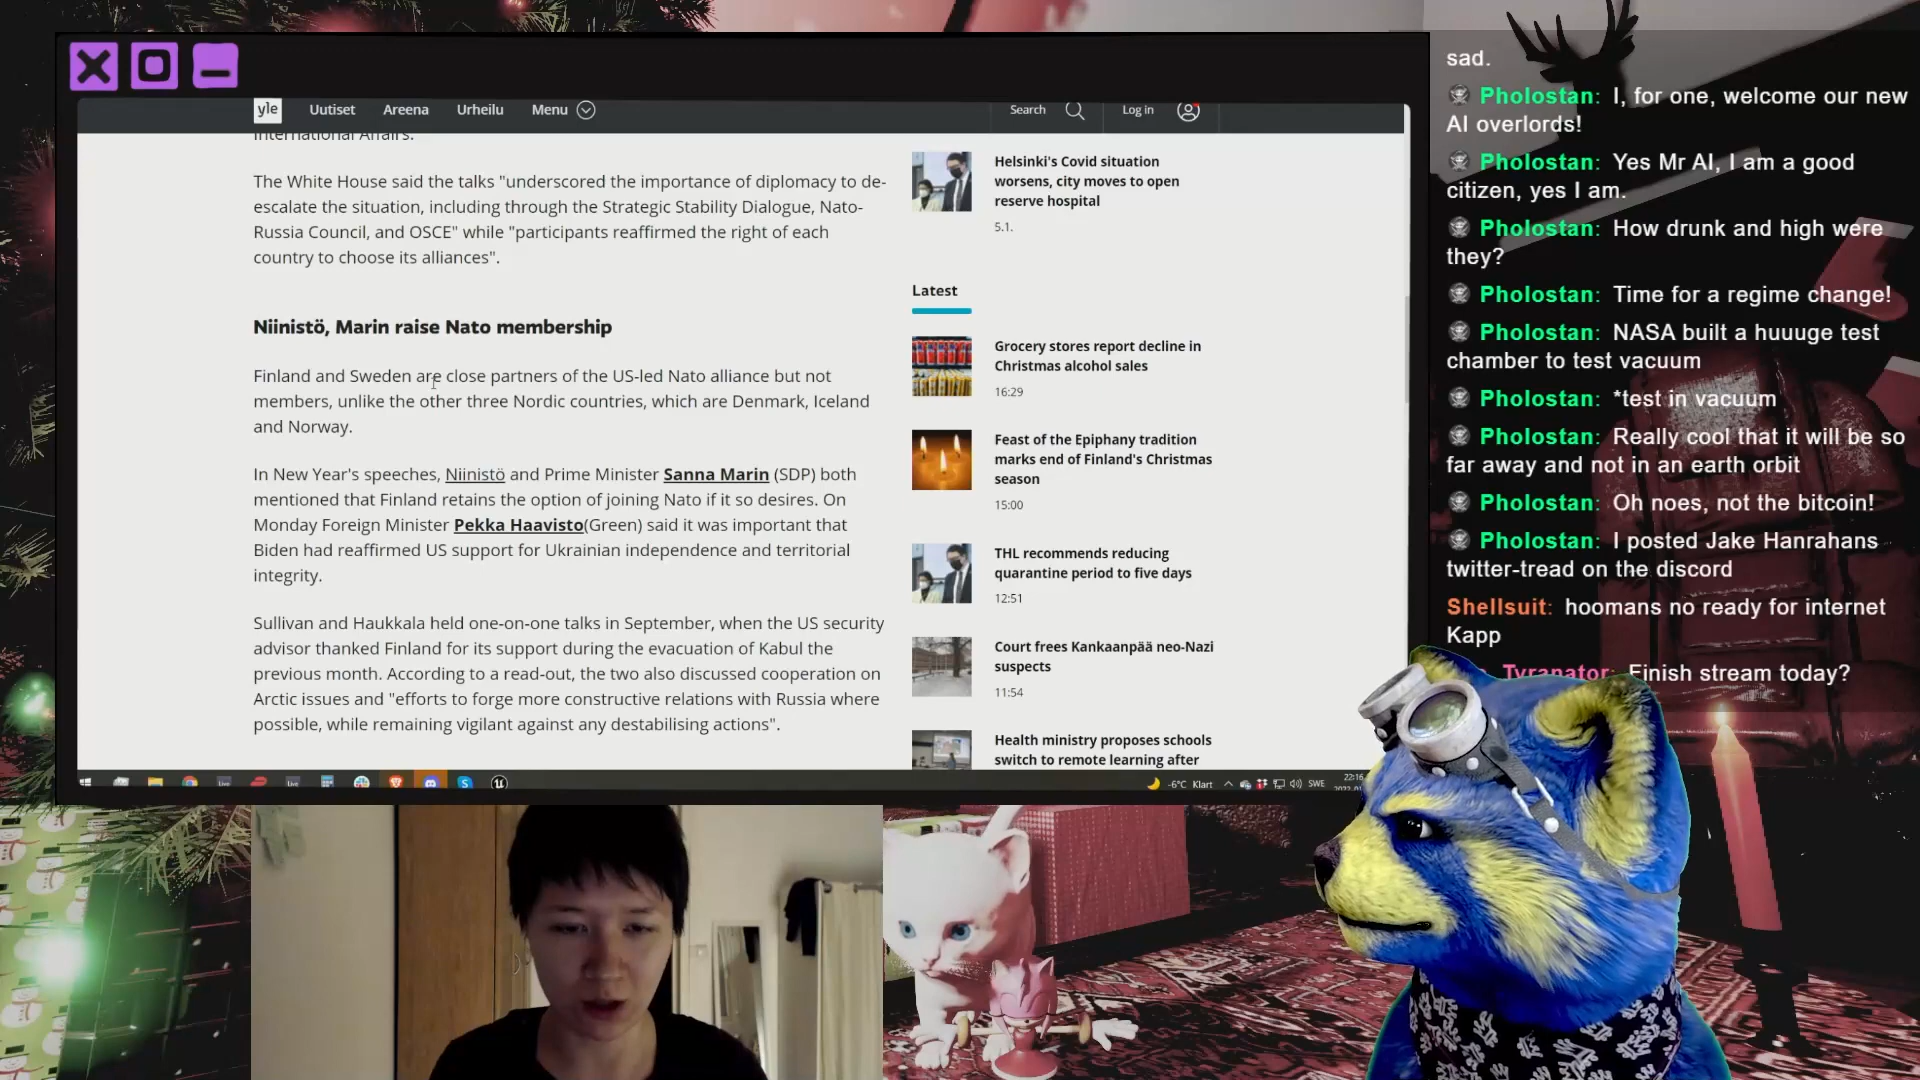 yle Uutiset Areena Urheilu Menu Search Log in
International Affairs.
The White House said the talks "underscored the importance of diplomacy to de-
escalate the situation, including through the Strategic Stability Dialogue, Nato-
Russia Council, and OSCE" while "participants reaffirmed the right of each
country to choose its alliances".
Niinistö, Marin raise Nato membership
Finland and Sweden are close partners of the US-led Nato alliance but not
members, unlike the other three Nordic countries, which are Denmark, Iceland
and Norway.
In New Year's speeches, Niinistö and Prime Minister Sanna Marin (SDP) both
mentioned that Finland retains the option of joining Nato if it so desires. On
Monday Foreign Minister Pekka Haavisto(Green) said it was important that
Biden had reaffirmed US support for Ukrainian independence and territorial
integrity.
Sullivan and Haukkala held one-on-one talks in September, when the US security
advisor thanked Finland for its support during the evacuation of Kabul the
previous month. According to a read-out, the two also discussed cooperation on
Arctic issues and "efforts to forge more constructive relations with Russia where
possible, while remaining vigilant against any destabilising actions".
Helsinki's Covid situation
worsens, city moves to open
reserve hospital
5.1.
Latest
Grocery stores report decline in
Christmas alcohol sales
16:29
Feast of the Epiphany tradition
marks end of Finland's Christmas
season
15:00
THL recommends reducing
quarantine period to five days
12:51
Court frees Kankaanpää neo-Nazi
suspects
11:54
Health ministry proposes schools
switch to remote learning after
-6°C Klart SWE 22:16
sad.
Pholostan: I, for one, welcome our new
AI overlords!
Pholostan: Yes Mr AI, I am a good
citizen, yes I am.
Pholostan: How drunk and high were
they?
Pholostan: Time for a regime change!
Pholostan: NASA built a huuuge test
chamber to test vacuum
Pholostan: *test in vacuum
Pholostan: Really cool that it will be so
far away and not in an earth orbit
Pholostan: Oh noes, not the bitcoin!
Pholostan: I posted Jake Hanrahans
twitter-tread on the discord
Shellsuit: hoomans no ready for internet
Kapp
Tyranator: Finish stream today?